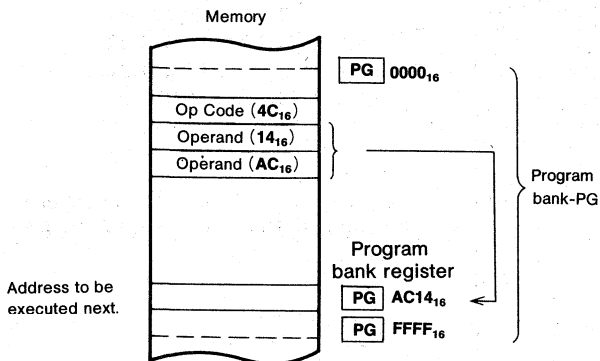 Memory
PG 0000₁₆
Op Code (4C₁₆)
Operand (14₁₆)
Operand (AC₁₆)
Program
bank-PG
Program
bank register
Address to be
executed next.
PG AC14₁₆
PG FFFF₁₆